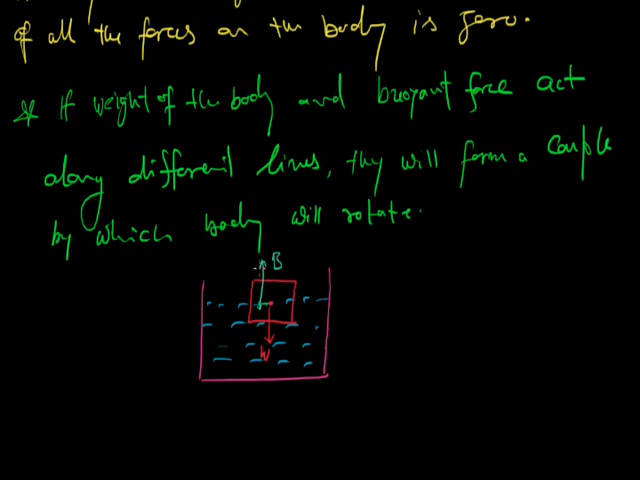 of all the forces on the body is zero.
* If weight of the body and buoyant force act
along different lines, they will form a couple
by which body will rotate.
B
W